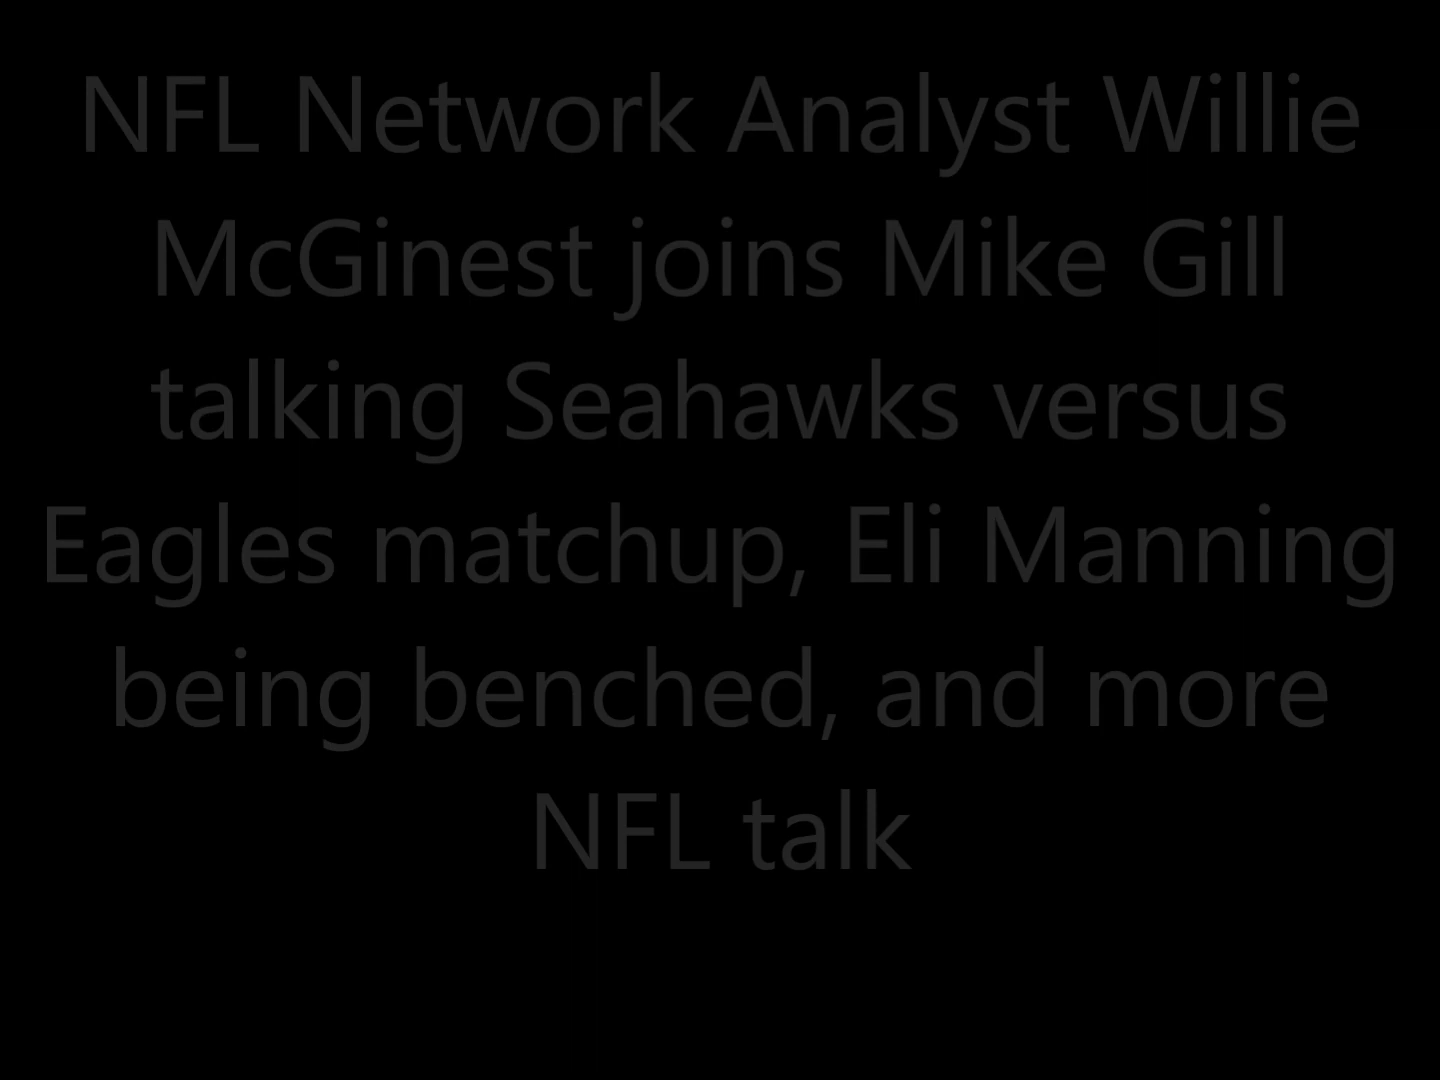 NFL Network Analyst Willie
McGinest joins Mike Gill
talking Seahawks versus
Eagles matchup, Eli Manning
being benched, and more
NFL talk